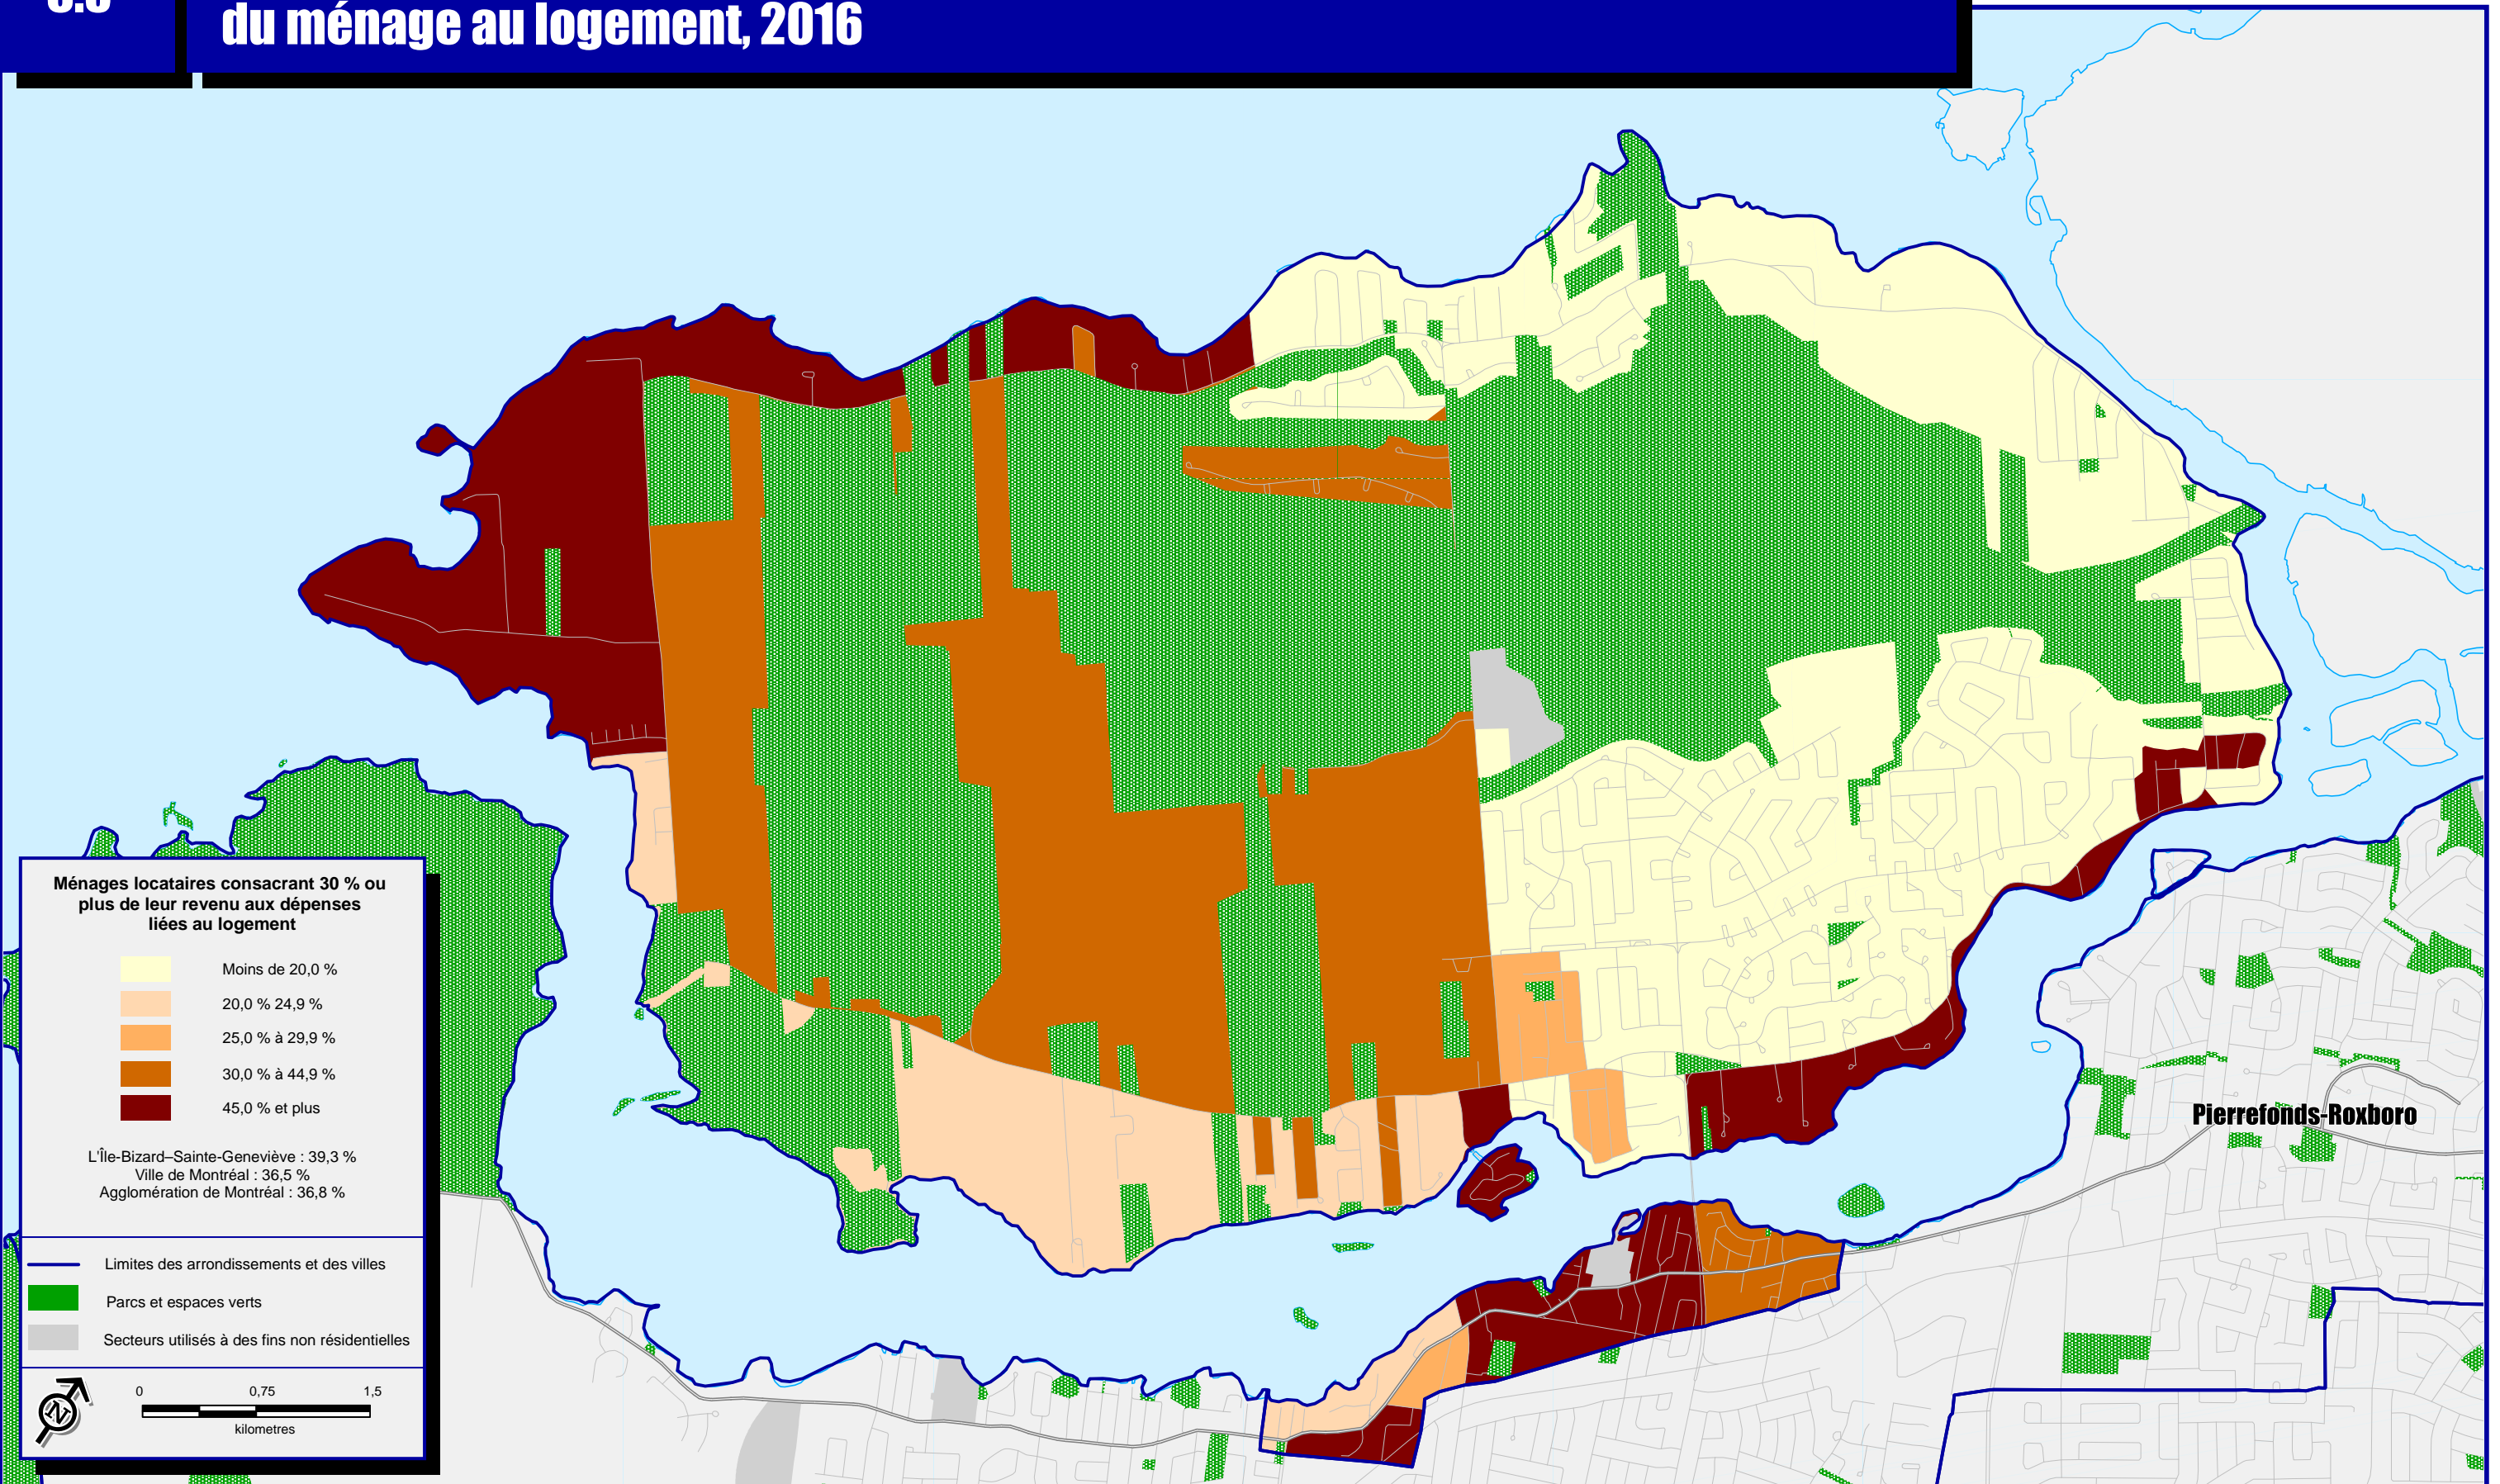 du ménage au logement, 2016
Ménages locataires consacrant 30 % ou
plus de leur revenu aux dépenses
liées au logement
Moins de 20,0 %
20,0 % 24,9 %
25,0 % à 29,9 %
30,0 % à 44,9 %
45,0 % et plus
L'Île-Bizard–Sainte-Geneviève : 39,3 %
Ville de Montréal : 36,5 %
Agglomération de Montréal : 36,8 %
Limites des arrondissements et des villes
Parcs et espaces verts
Secteurs utilisés à des fins non résidentielles
N
0 0,75 1,5
kilometres
Pierrefonds-Roxboro